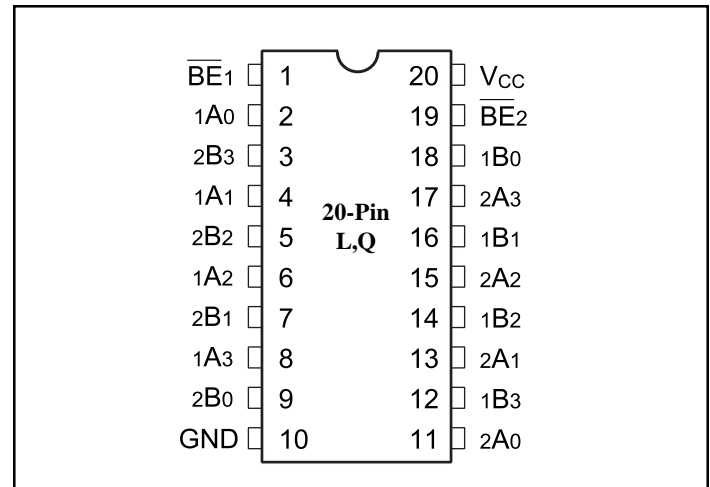 B̅E̅1 1 20 VCC
1A0 2 19 B̅E̅2
2B3 3 18 1B0
1A1 4 17 2A3
20-Pin
2B2 5 16 1B1
L,Q
1A2 6 15 2A2
2B1 7 14 1B2
1A3 8 13 2A1
2B0 9 12 1B3
GND 10 11 2A0